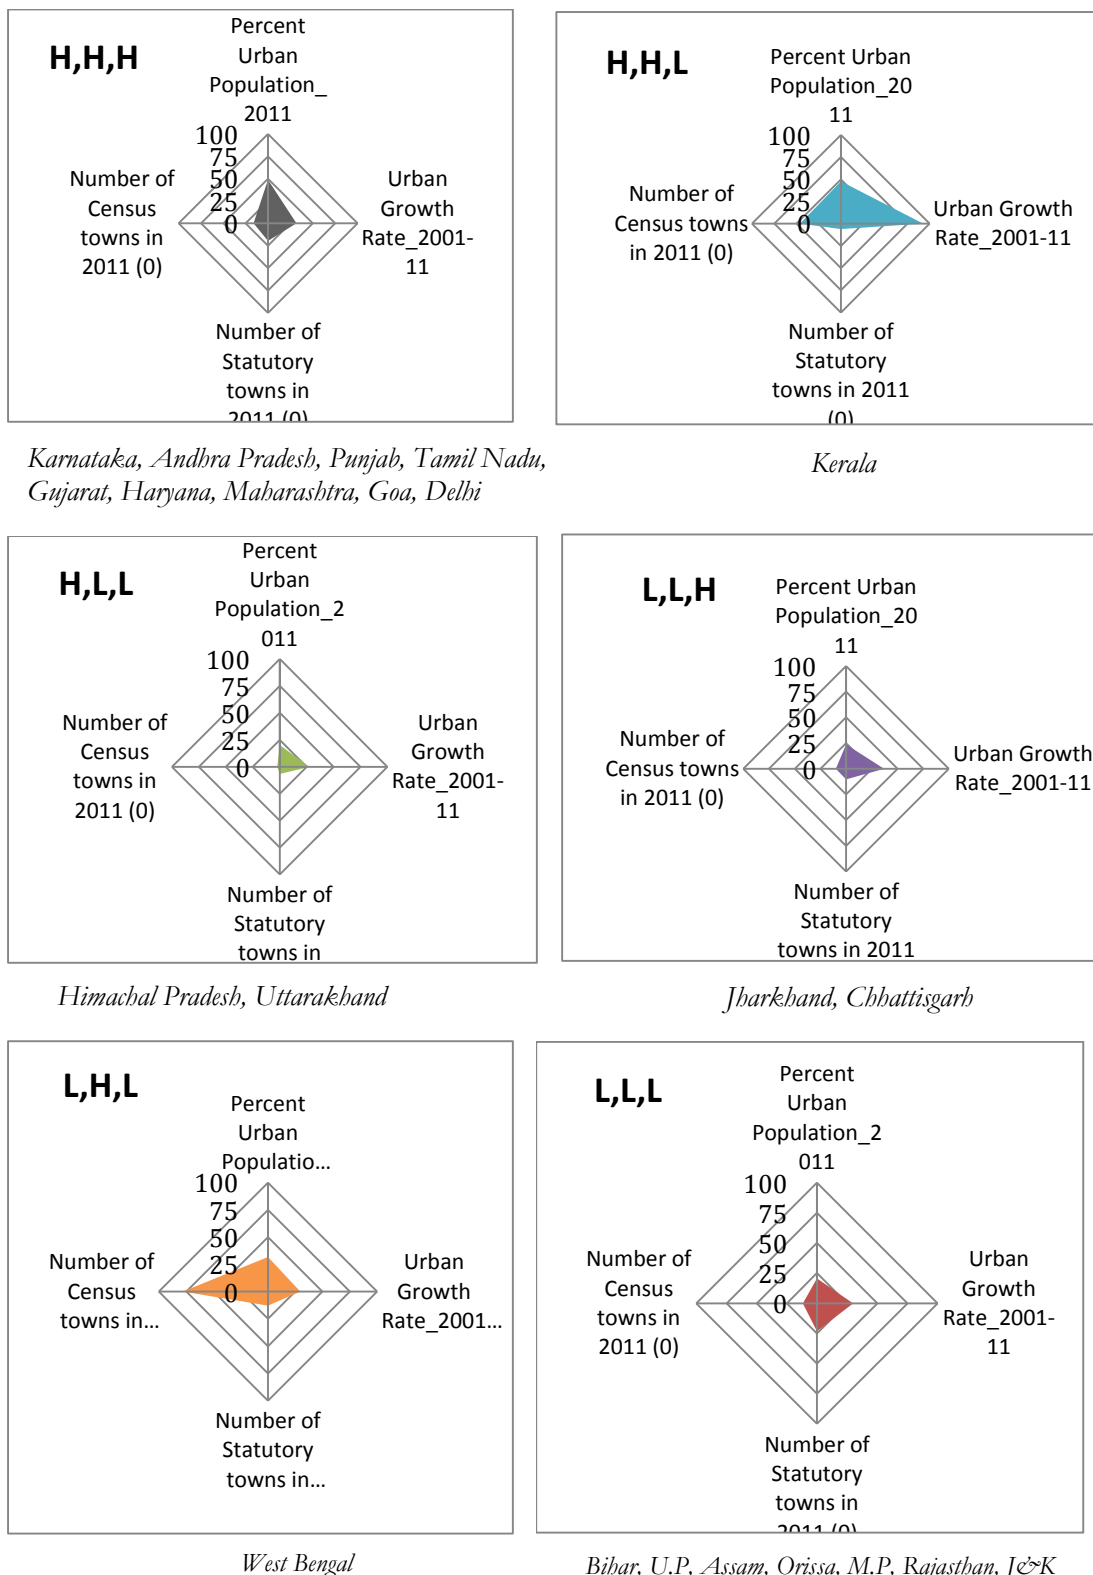 H,H,H
Percent
Urban
Population_
2011
100
75
50
25
0
Number of
Census
towns in
2011 (0)
Urban
Growth
Rate_2001-
11
Number of
Statutory
towns in
2011 (0)
H,H,L
Percent Urban
Population_20
11
100
75
50
25
0
Number of
Census towns
in 2011 (0)
Urban Growth
Rate_2001-11
Number of
Statutory
towns in 2011
(0)
Karnataka, Andhra Pradesh, Punjab, Tamil Nadu,
Gujarat, Haryana, Maharashtra, Goa, Delhi
Kerala
H,L,L
Percent
Urban
Population_2
011
100
75
50
25
0
Number of
Census
towns in
2011 (0)
Urban
Growth
Rate_2001-
11
Number of
Statutory
towns in
L,L,H
Percent Urban
Population_20
11
100
75
50
25
0
Number of
Census towns
in 2011 (0)
Urban Growth
Rate_2001-11
Number of
Statutory
towns in 2011
Himachal Pradesh, Uttarakhand
Jharkhand, Chhattisgarh
L,H,L
Percent
Urban
Populatio...
100
75
50
25
0
Number of
Census
towns in...
Urban
Growth
Rate_2001...
Number of
Statutory
towns in...
L,L,L
Percent
Urban
Population_2
011
100
75
50
25
0
Number of
Census
towns in
2011 (0)
Urban
Growth
Rate_2001-
11
Number of
Statutory
towns in
2011 (0)
West Bengal
Bihar, U.P, Assam, Orissa, M.P, Rajasthan, J&K